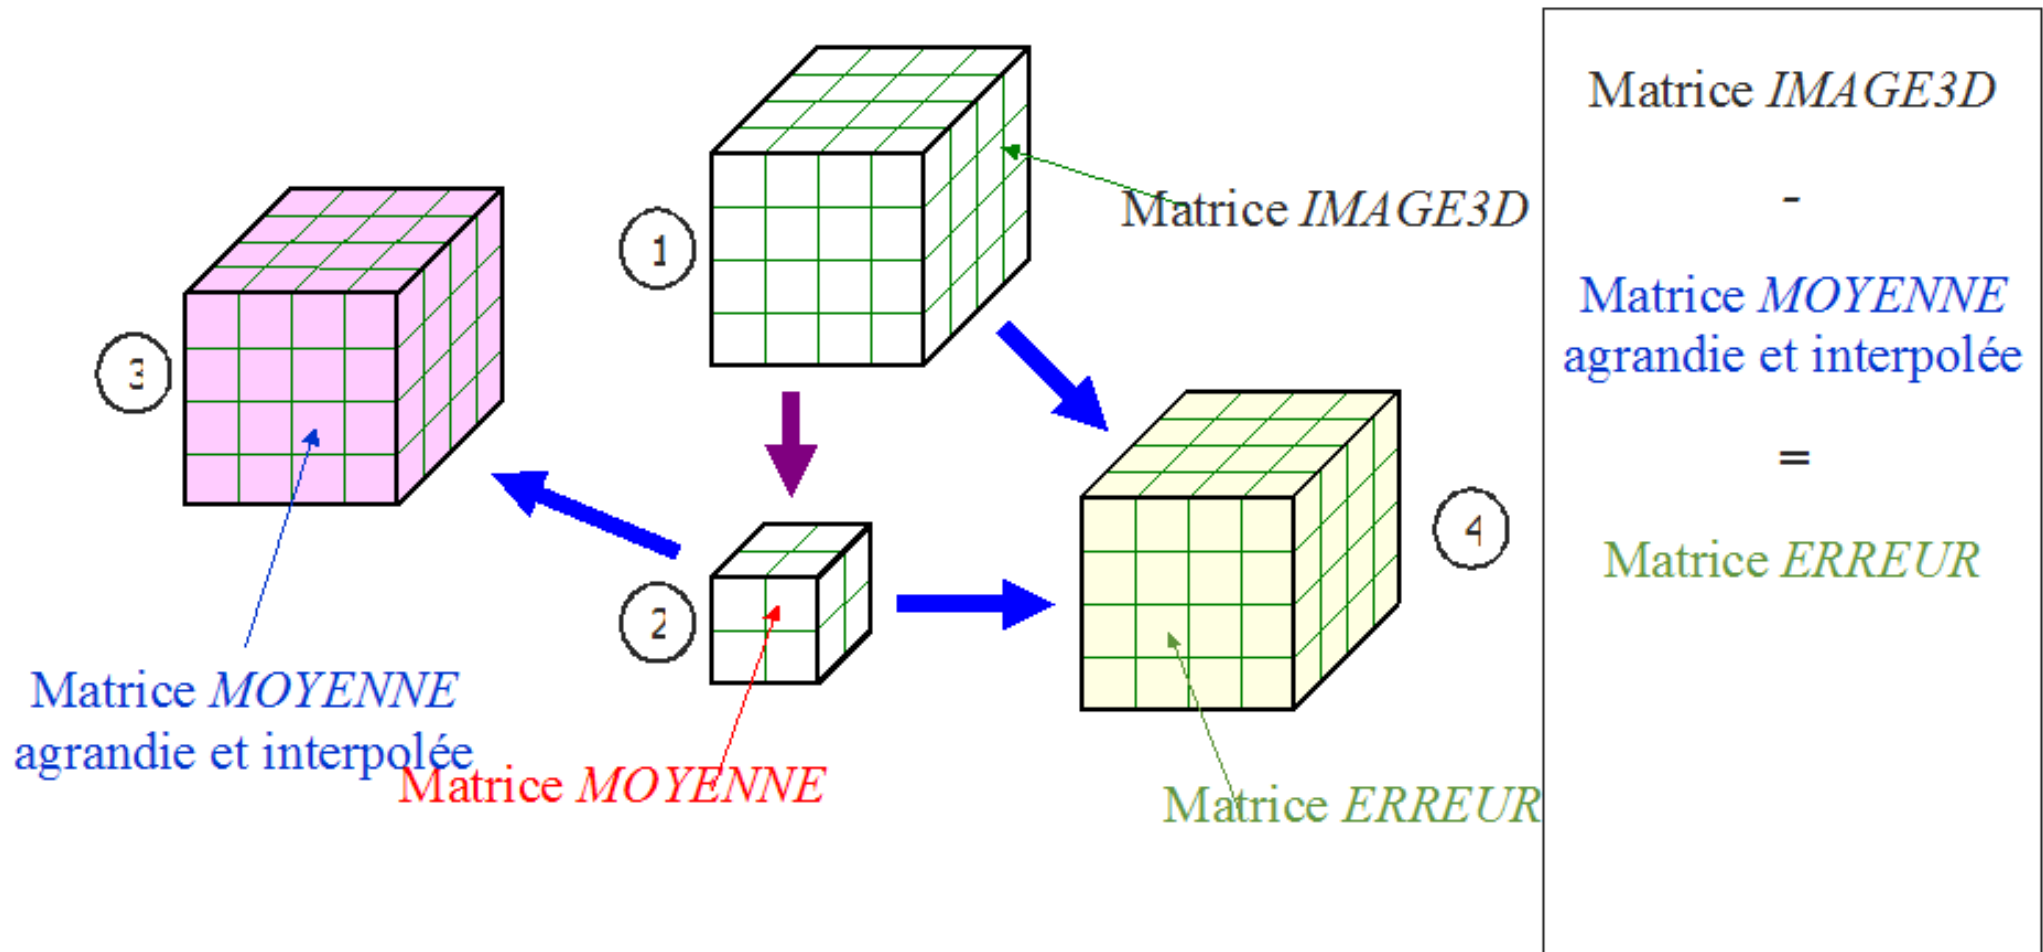 Matrice IMAGE3D
1
3
2
4
Matrice MOYENNE
agrandie et interpolée
Matrice MOYENNE
Matrice ERREUR
Matrice IMAGE3D
-
Matrice MOYENNE
agrandie et interpolée
=
Matrice ERREUR